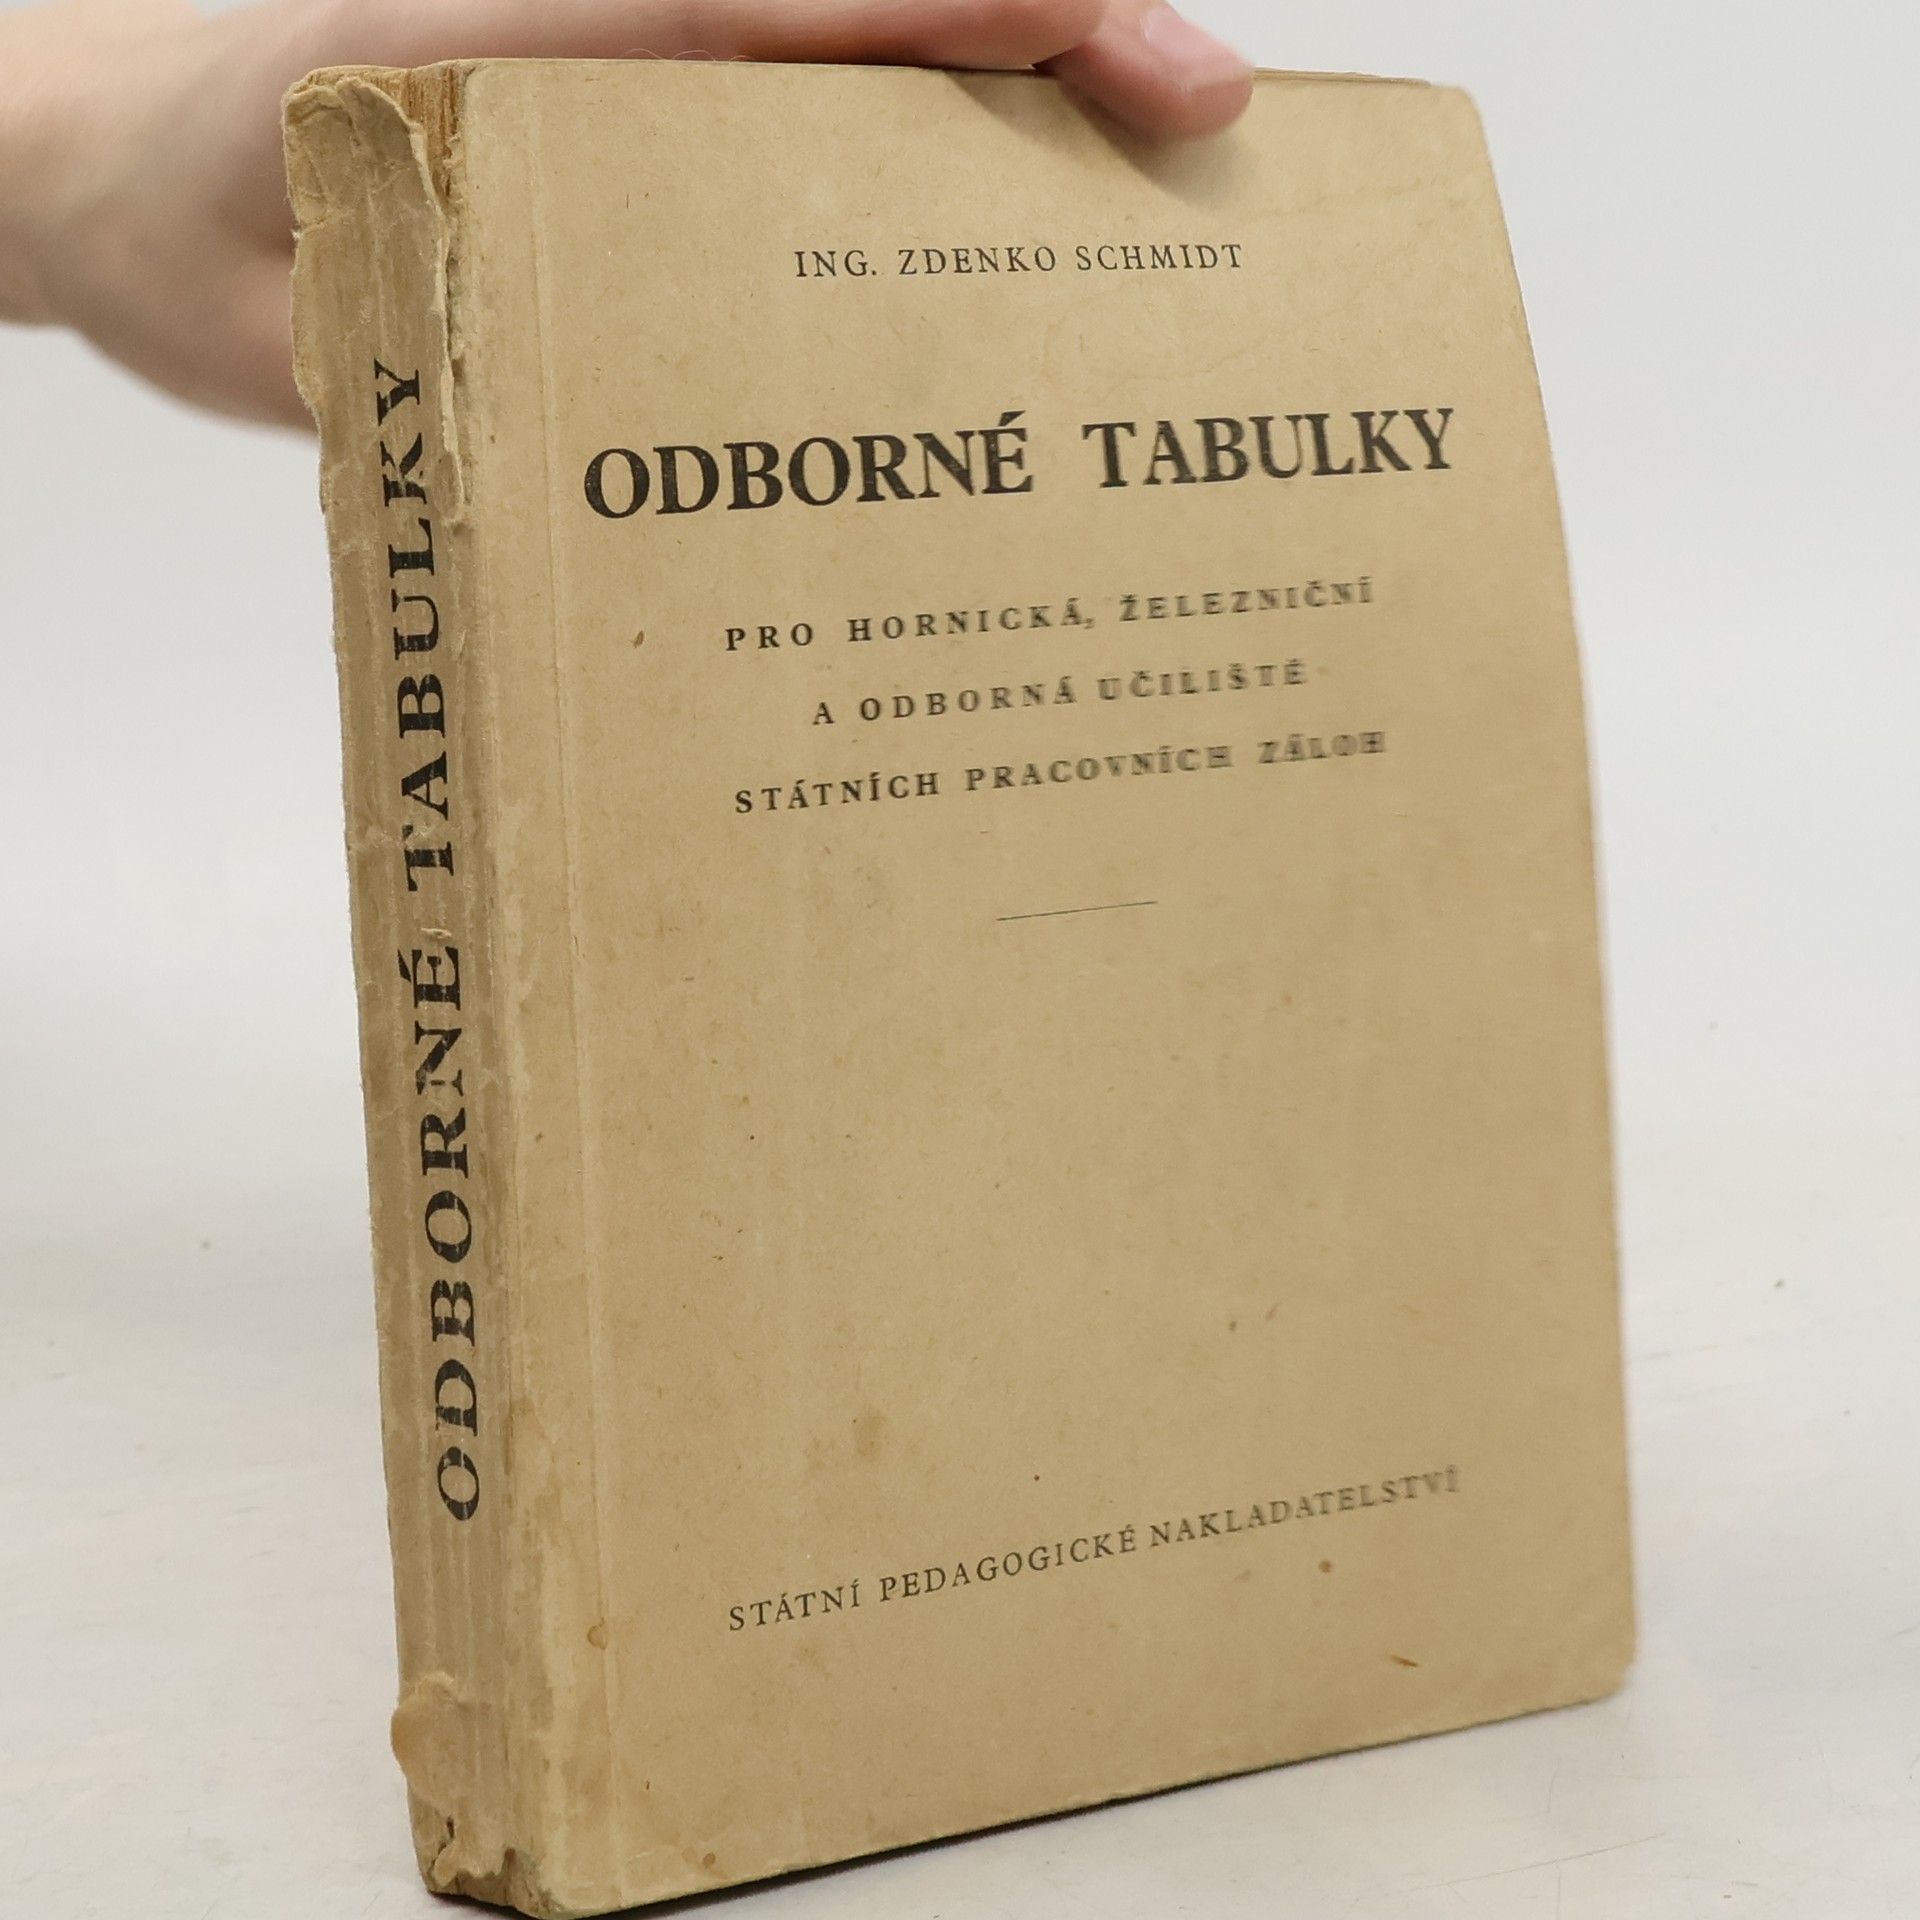 ODBORNÉ TABULKY
ING. ZDENKO SCHMIDT
ODBORNÉ TABULKY
PRO HORNICKÁ, ŽELEZNIČNÍ
A ODBORNÁ UČILIŠTĚ
STÁTNÍCH PRACOVNÍCH ZÁLOH
STÁTNÍ PEDAGOGICKÉ NAKLADATELSTVÍ